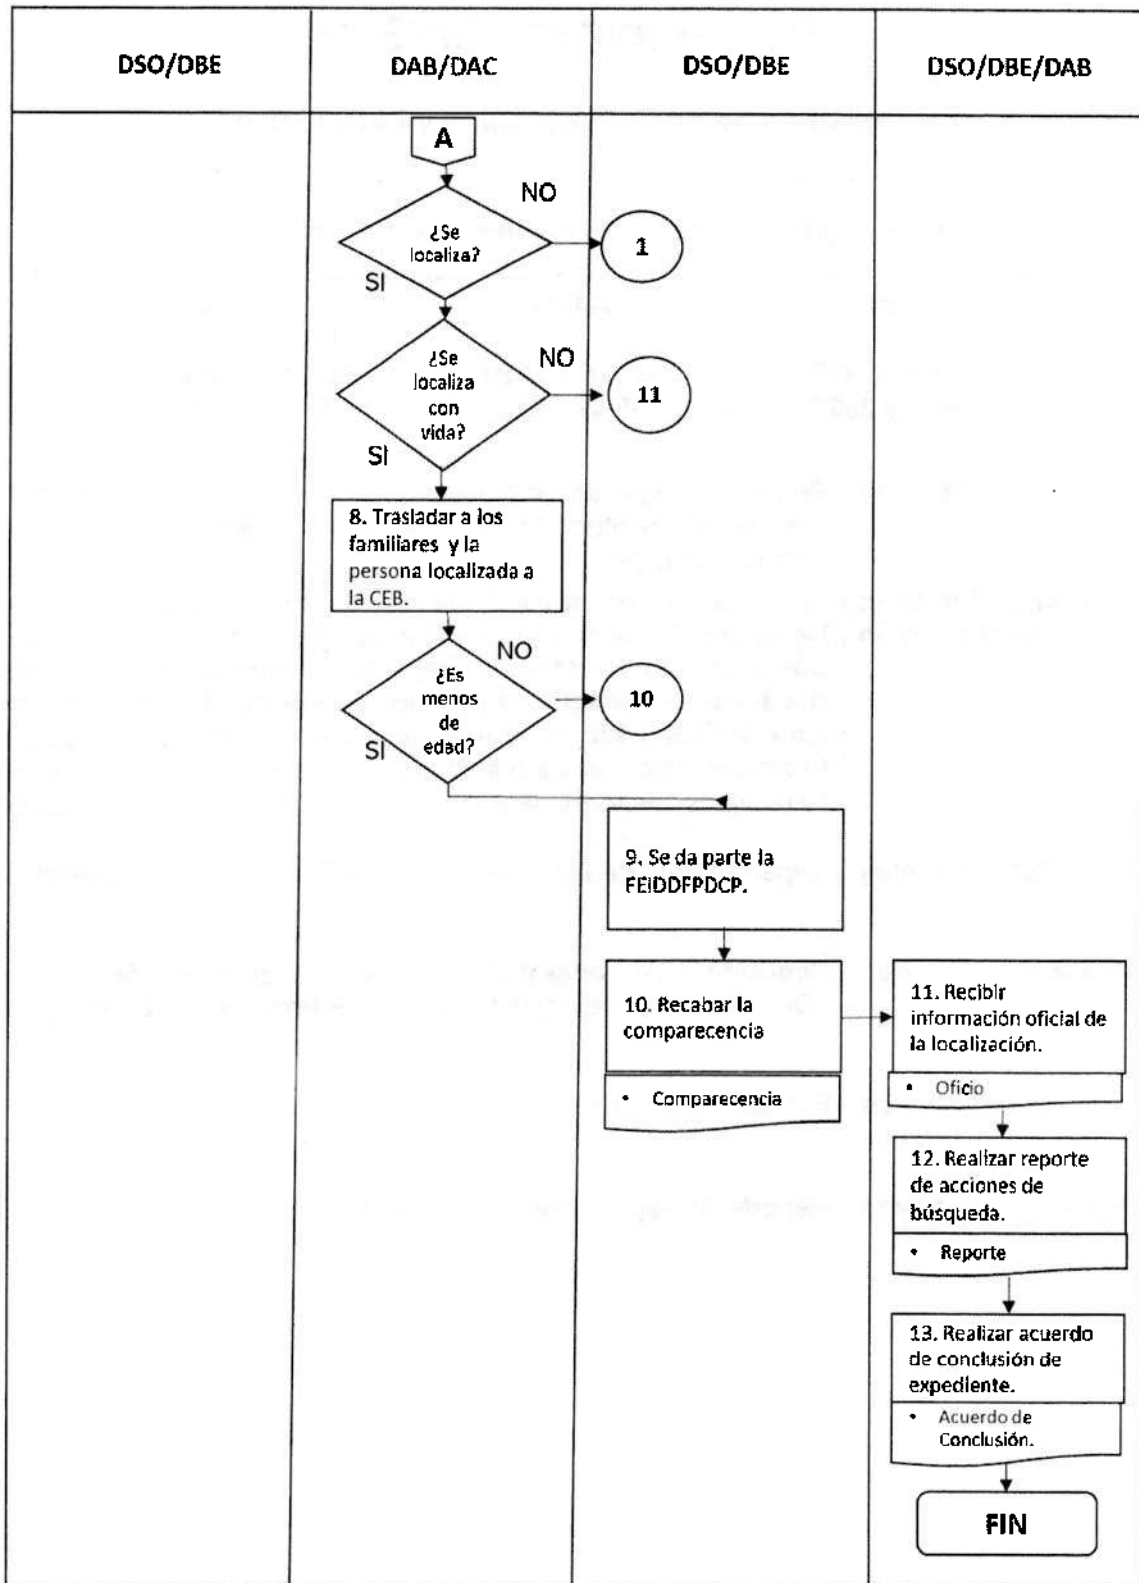 DSO/DBE
DAB/DAC
DSO/DBE
DSO/DBE/DAB
A
NO
¿Se
localiza?
1
SI
¿Se
localiza
con
vida?
NO
11
SI
8. Trasladar a los
familiares y la
persona localizada a
la CEB.
NO
¿Es
menos
de
edad?
10
SI
9. Se da parte la
FEIDDFPDCP.
10. Recabar la
comparecencia
• Comparecencia
11. Recibir
información oficial de
la localización.
• Oficio
12. Realizar reporte
de acciones de
búsqueda.
• Reporte
13. Realizar acuerdo
de conclusión de
expediente.
• Acuerdo de
Conclusión.
FIN